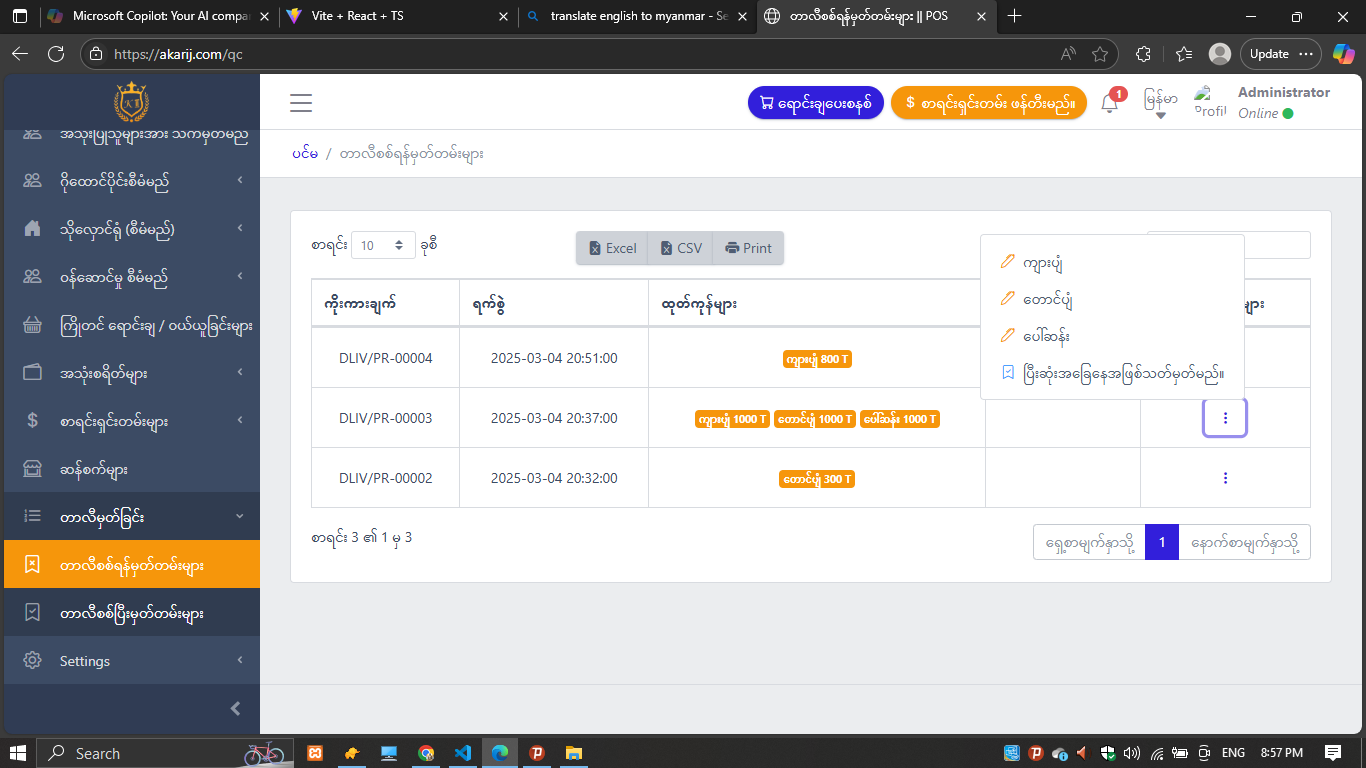 Microsoft Copilot: Your AI compa
Vite + React + TS
translate english to myanmar - Se
တာလီစစ်ရန်မှတ်တမ်းများ || POS
https://akarij.com/qc
Update
ရောင်းချပေးစနစ်
$ စာရင်းရှင်းတမ်း ဖန်တီးမည်။
1
မြန်မာ
Profil
Administrator
Online
အသုံးပြုသူများအား သက်မှတ်မည်
ဂိုထောင်ပိုင်းစီမံမည်
သိုလှောင်ရုံ (စီမံမည်)
ဝန်ဆောင်မှု စီမံမည်
ကြိုတင် ရောင်းချ / ဝယ်ယူခြင်းများ
အသုံးစရိတ်များ
စာရင်းရှင်းတမ်းများ
ဆန်စက်များ
တာလီမှတ်ခြင်း
တာလီစစ်ရန်မှတ်တမ်းများ
တာလီစစ်ပြီးမှတ်တမ်းများ
Settings
ပင်မ / တာလီစစ်ရန်မှတ်တမ်းများ
စာရင်း 10 ခုစီ
Excel
CSV
Print
ကျားပျံ
တောင်ပျံ
ပေါ်ဆန်း
ပြီးဆုံးအခြေနေအဖြစ်သတ်မှတ်မည်။
ကိုးကားချက် ရက်စွဲ ထုတ်ကုန်များ
DLIV/PR-00004 2025-03-04 20:51:00 ကျားပျံ 800 T
DLIV/PR-00003 2025-03-04 20:37:00 ကျားပျံ 1000 T တောင်ပျံ 1000 T ပေါ်ဆန်း 1000 T
DLIV/PR-00002 2025-03-04 20:32:00 တောင်ပျံ 300 T
စာရင်း 3 ၏ 1 မှ 3
ရှေ့စာမျက်နှာသို့ 1 နောက်စာမျက်နှာသို့
Search
ENG
8:57 PM